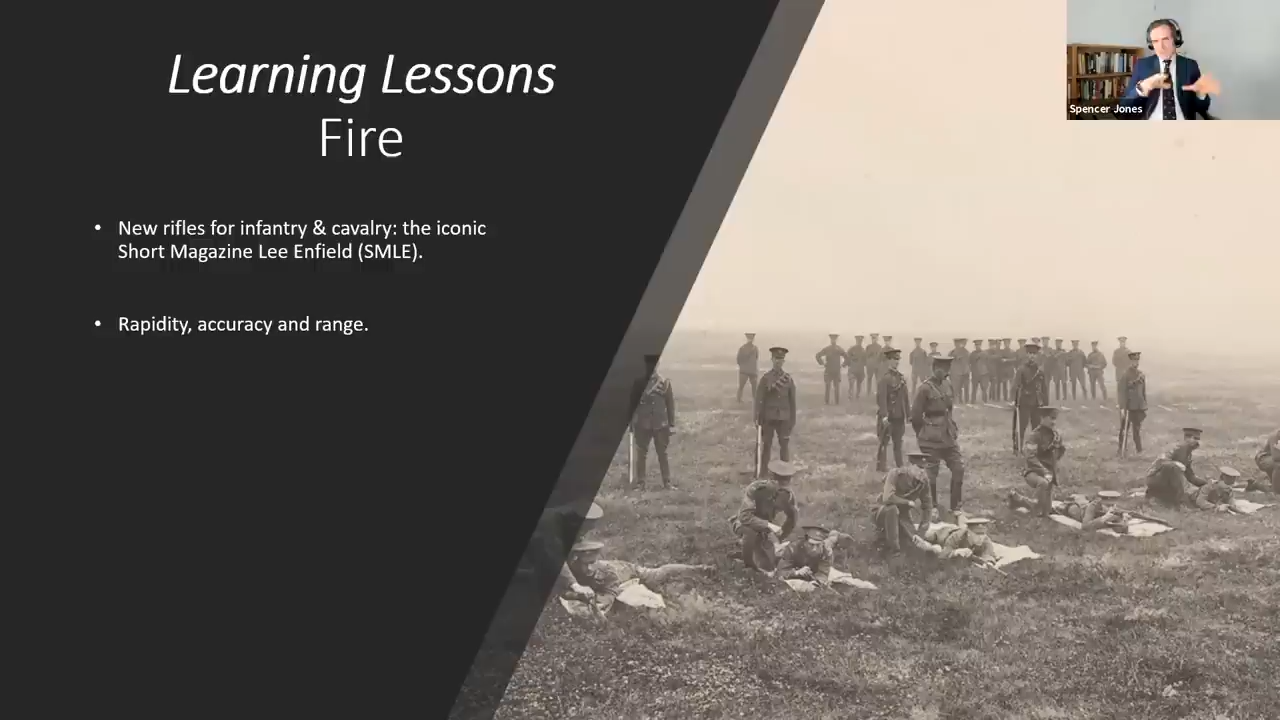 Learning Lessons
Fire
Spencer Jones
• New rifles for infantry & cavalry: the iconic
Short Magazine Lee Enfield (SMLE).
• Rapidity, accuracy and range.